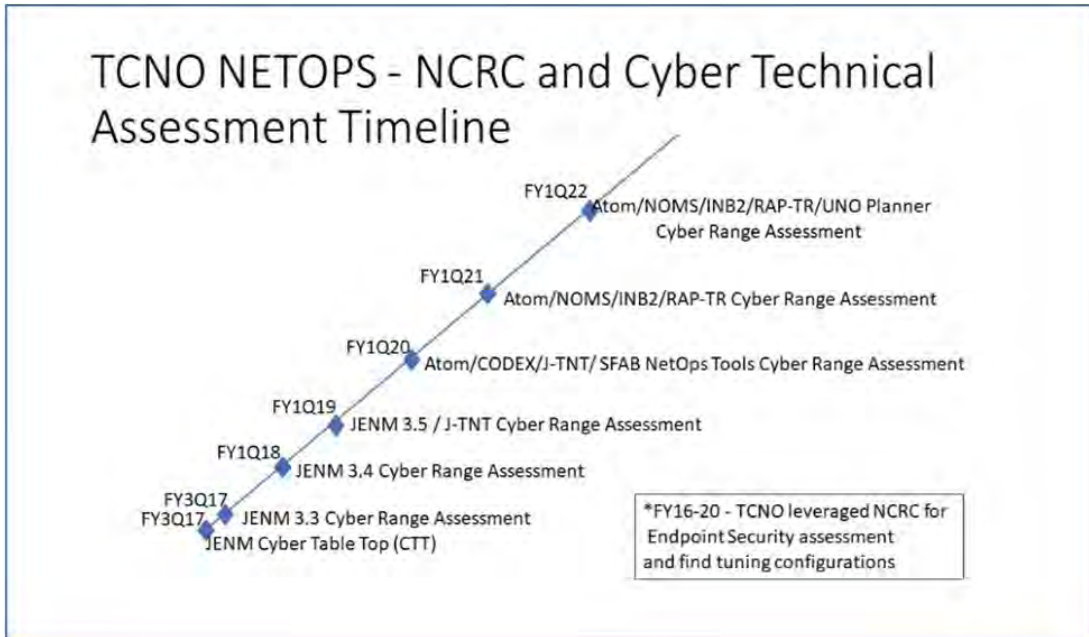 TCNO NETOPS - NCRC and Cyber Technical
Assessment Timeline
FY1Q22
Atom/NOMS/INB2/RAP-TR/UNO Planner
Cyber Range Assessment
FY1Q21
Atom/NOMS/INB2/RAP-TR Cyber Range Assessment
FY1Q20
Atom/CODEX/J-TNT/ SFAB NetOps Tools Cyber Range Assessment
FY1Q19
JENM 3.5 / J-TNT Cyber Range Assessment
FY1Q18
JENM 3.4 Cyber Range Assessment
FY3Q17
JENM 3.3 Cyber Range Assessment
FY3Q17
JENM Cyber Table Top (CTT)
*FY16-20 - TCNO leveraged NCRC for
Endpoint Security assessment
and find tuning configurations